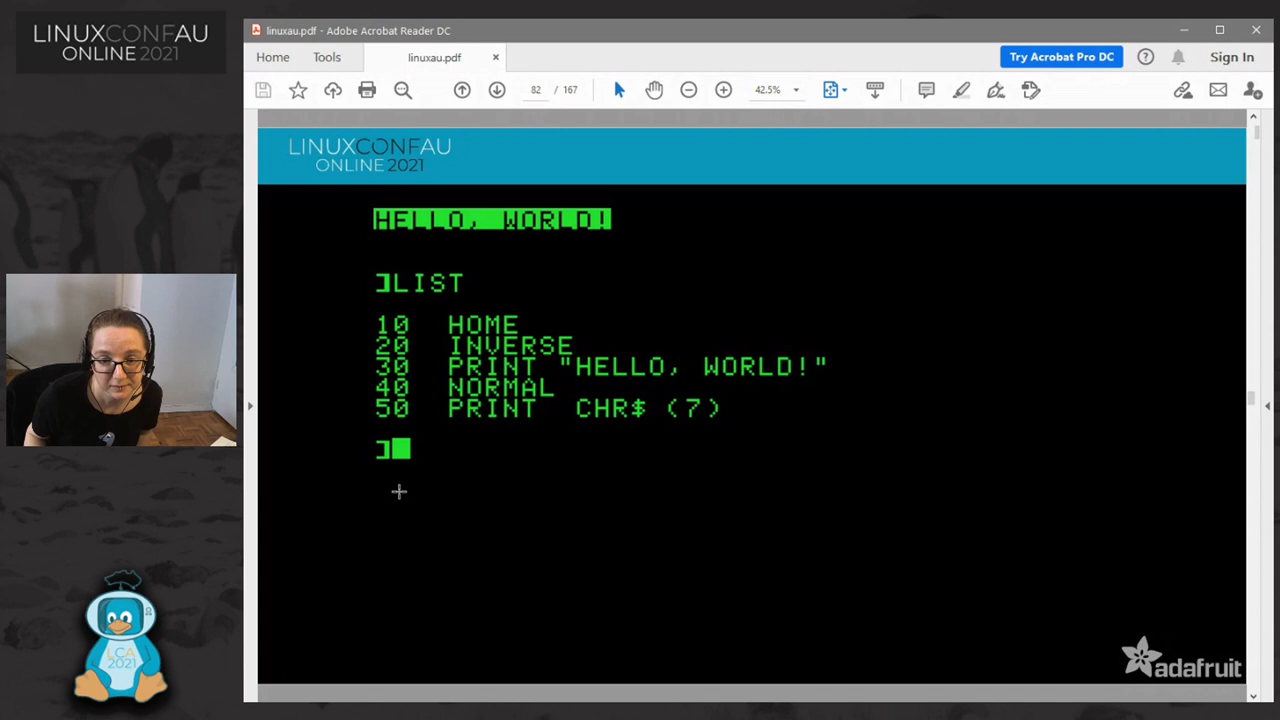 LINUXCONFAU
ONLINE 2021
linuxau.pdf - Adobe Acrobat Reader DC
Home Tools linuxau.pdf × Try Acrobat Pro DC ? Sign In
82 / 167 42.5%
LINUXCONFAU
ONLINE 2021
HELLO, WORLD!
]LIST
10 HOME
20 INVERSE
30 PRINT "HELLO, WORLD!"
40 NORMAL
50 PRINT CHR$ (7)
]
LCA
2021
adafruit